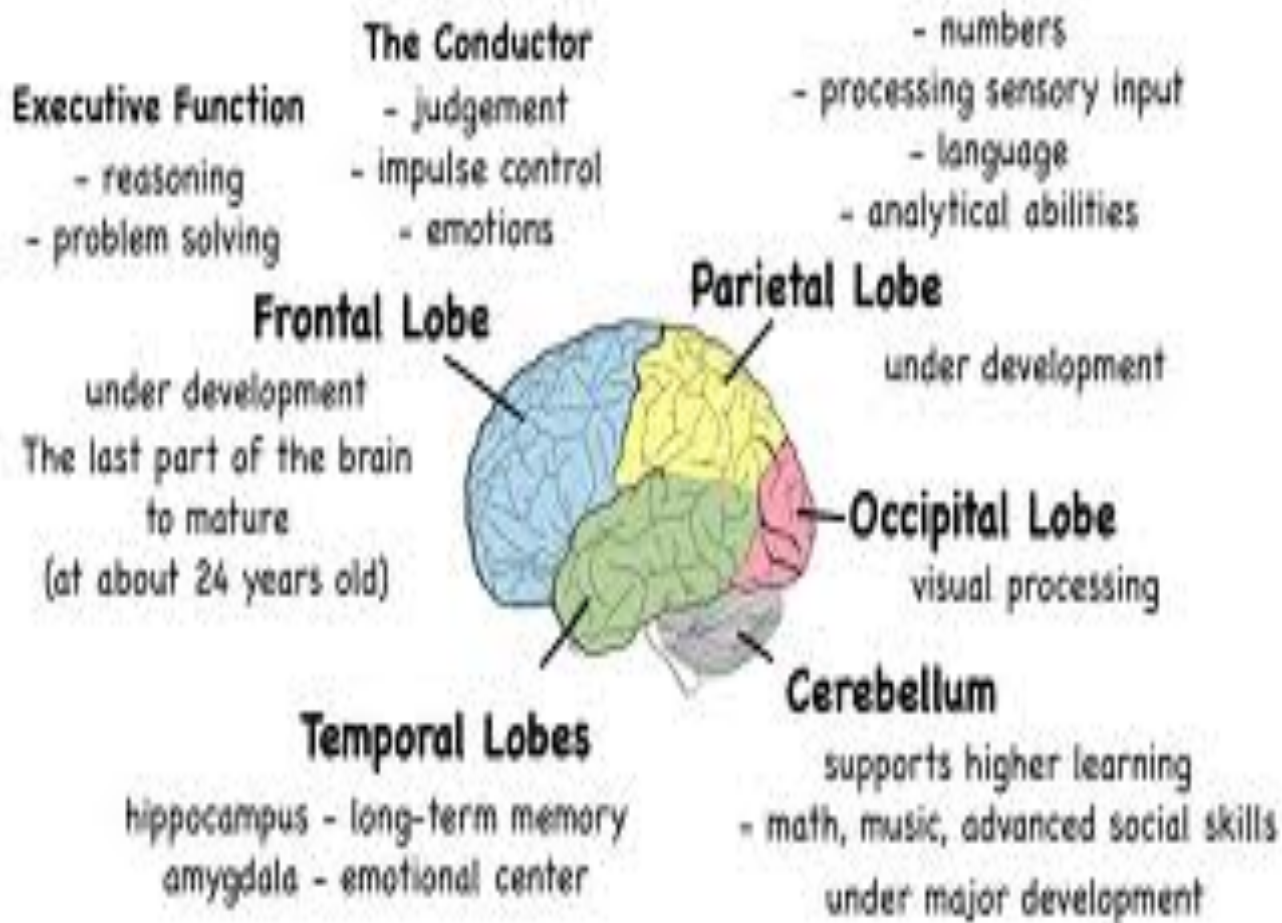 The Conductor
- judgement
- impulse control
- emotions
Executive Function
- reasoning
- problem solving
Frontal Lobe
under development
The last part of the brain
to mature
(at about 24 years old)
- numbers
- processing sensory input
- language
- analytical abilities
Parietal Lobe
under development
Occipital Lobe
visual processing
Cerebellum
supports higher learning
- math, music, advanced social skills
under major development
Temporal Lobes
hippocampus - long-term memory
amygdala - emotional center